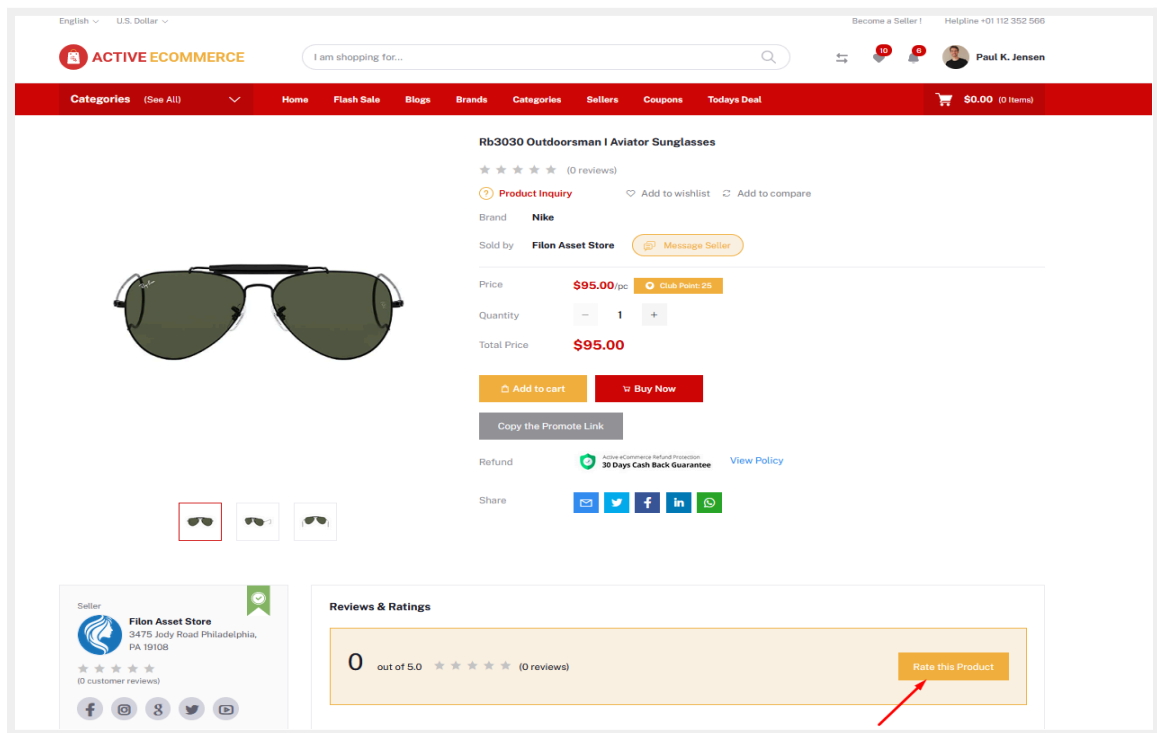 English U.S. Dollar Become a Seller ! Helpline +01 112 352 566
ACTIVE ECOMMERCE I am shopping for... 10 6 Paul K. Jensen
Categories (See All) Home Flash Sale Blogs Brands Categories Sellers Coupons Todays Deal $0.00 (0 Items)
Rb3030 Outdoorsman I Aviator Sunglasses
(0 reviews)
? Product Inquiry Add to wishlist Add to compare
Brand Nike
Sold by Filon Asset Store Message Seller
Price $95.00/pc Club Point: 25
Quantity − 1 +
Total Price $95.00
Add to cart Buy Now
Copy the Promote Link
Refund Active eCommerce Refund Protection
30 Days Cash Back Guarantee View Policy
Share
Ray-Ban
Seller
Filon Asset Store
3475 Jody Road Philadelphia,
PA 19108
(0 customer reviews)
Reviews & Ratings
0 out of 5.0 (0 reviews)
Rate this Product